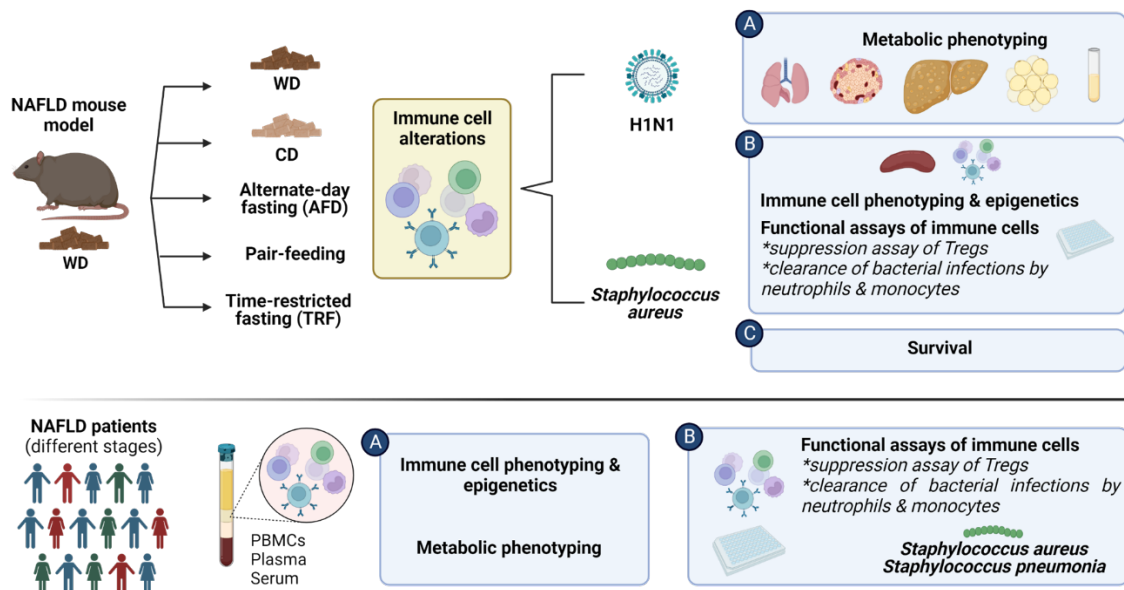 NAFLD mouse
model
WD
WD
CD
Alternate-day
fasting (AFD)
Pair-feeding
Time-restricted
fasting (TRF)
Immune cell
alterations
H1N1
Staphylococcus
aureus
A
Metabolic phenotyping
B
Immune cell phenotyping & epigenetics
Functional assays of immune cells
*suppression assay of Tregs
*clearance of bacterial infections by
neutrophils & monocytes
C
Survival
NAFLD patients
(different stages)
PBMCs
Plasma
Serum
A
Immune cell phenotyping &
epigenetics
Metabolic phenotyping
B
Functional assays of immune cells
*suppression assay of Tregs
*clearance of bacterial infections by
neutrophils & monocytes
Staphylococcus aureus
Staphylococcus pneumonia